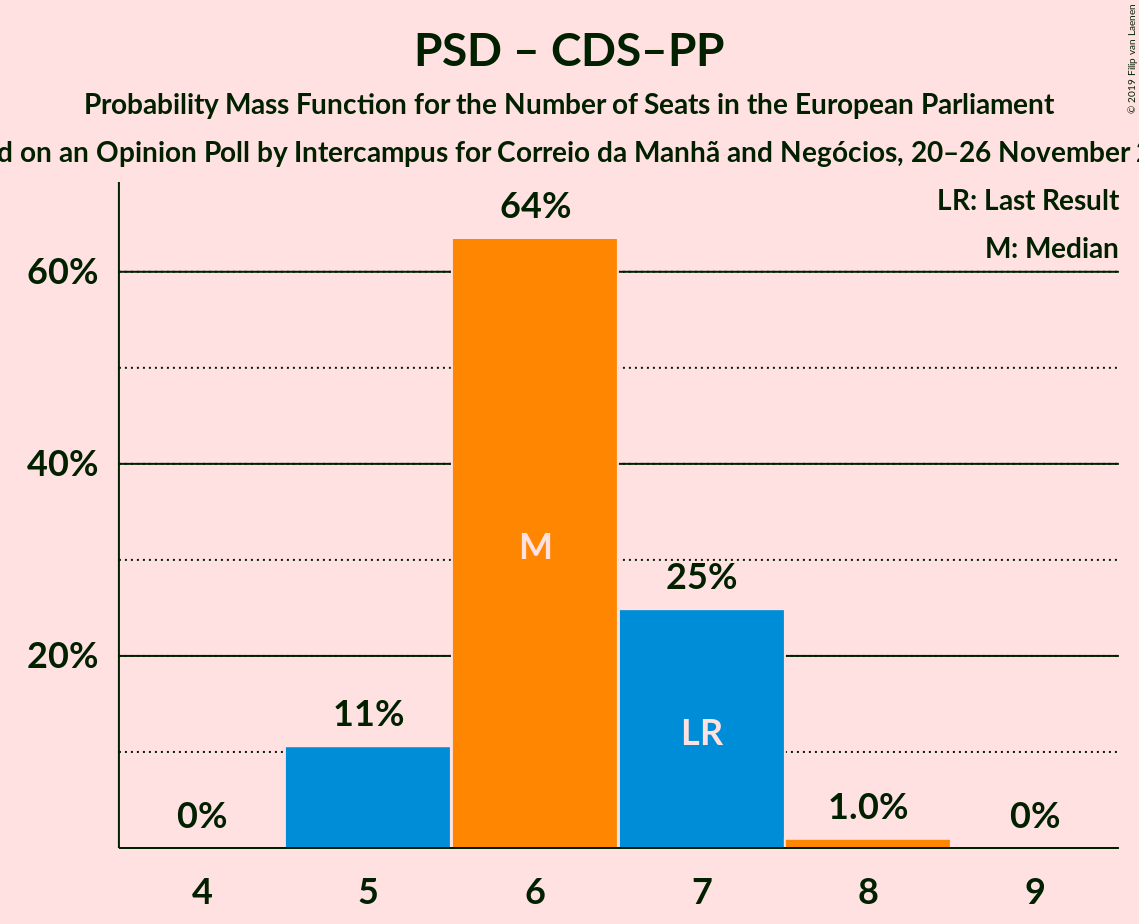 PSD – CDS–PP
Probability Mass Function for the Number of Seats in the European Parliament
on an Opinion Poll by Intercampus for Correio da Manhã and Negócios, 20–26 November
© 2019 Filip van Laenen
LR: Last Result
M: Median
64%
60%
40%
M
25%
20%
11%
LR
0%
1.0%
0%
4 5 6 7 8 9